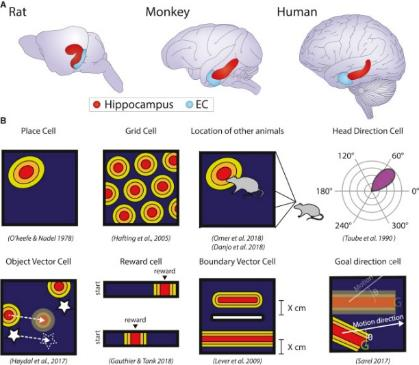 A
Rat
Monkey
Human
Hippocampus
EC
B
Place Cell
Grid Cell
Location of other animals
Head Direction Cell
120°
60°
180°
0°
240°
300°
(O'keefe & Nadel 1978)
(Hafting et al., 2005)
(Omer et al. 2018)
(Danjo et al. 2018)
(Taube et al. 1990)
Object Vector Cell
Reward cell
Boundary Vector Cell
Goal direction cell
reward
start
reward
start
X cm
X cm
Motion direction
G
(Høydal et al., 2017)
(Gauthier & Tank 2018)
(Lever et al. 2009)
(Sarel 2017)